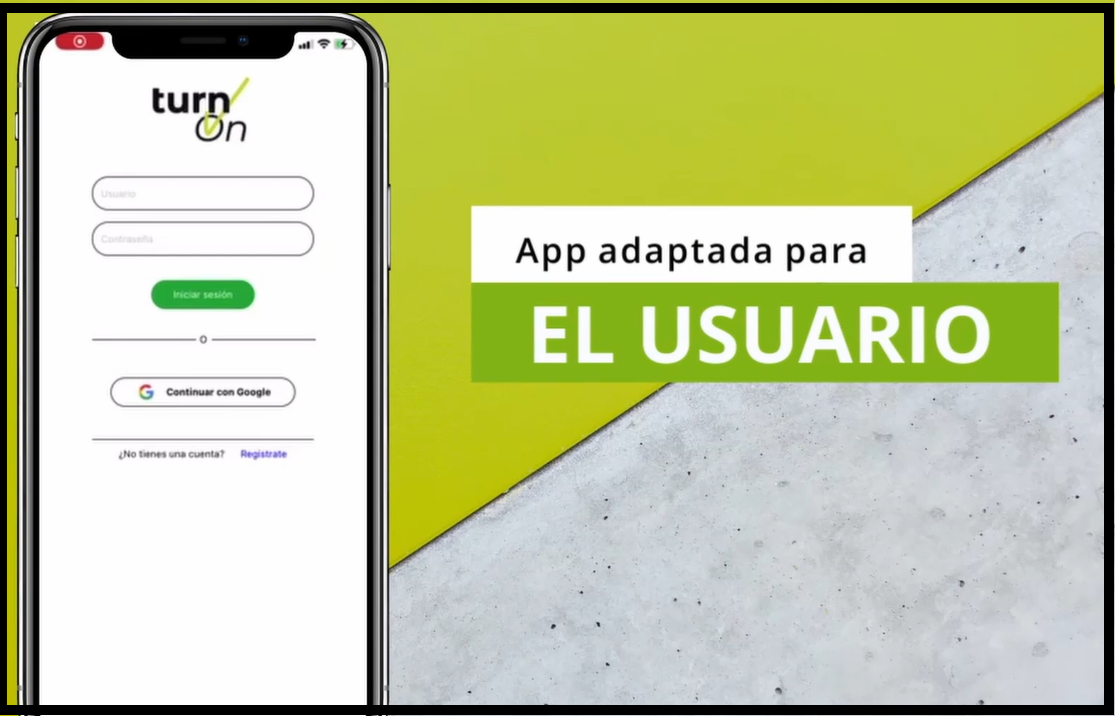 turn
On
Usuario
Contraseña
Iniciar sesión
O
Continuar con Google
¿No tienes una cuenta? Registrate
App adaptada para
EL USUARIO